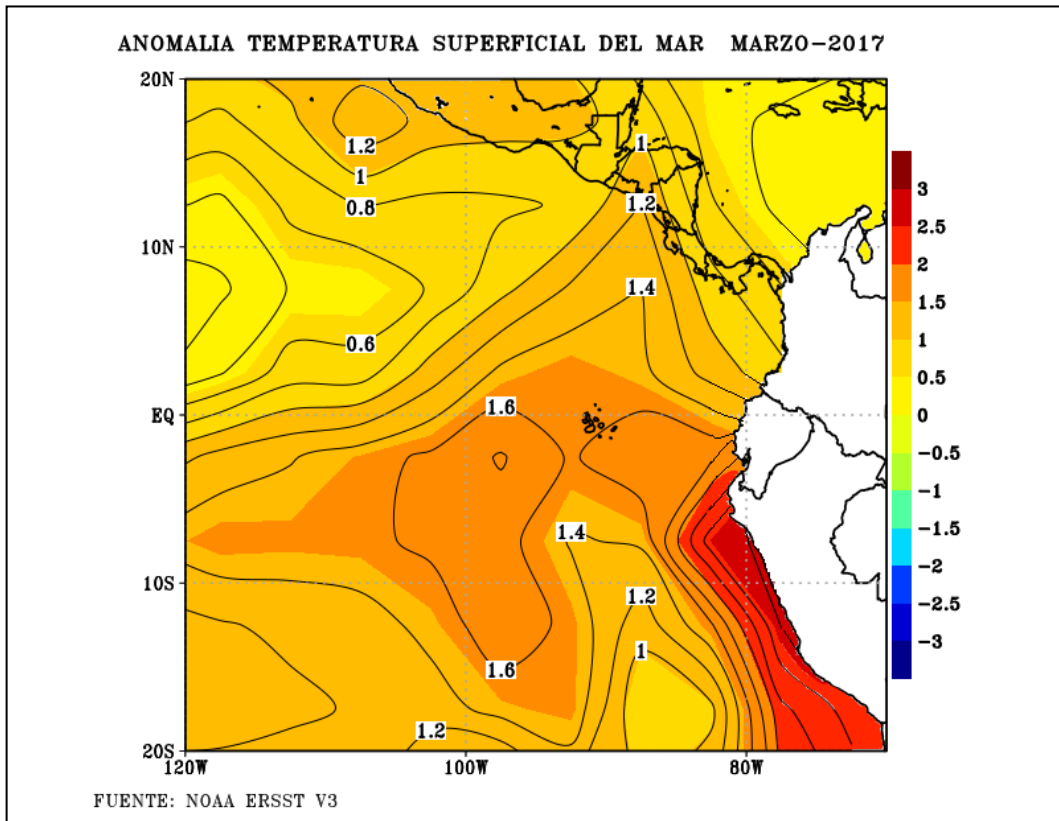 ANOMALIA TEMPERATURA SUPERFICIAL DEL MAR MARZO-2017
20N
10N
EQ
10S
20S
120W
100W
80W
1.2
1
0.8
0.6
1
1.2
1.4
1.6
1.4
1.2
1
1.6
1.2
3
2.5
2
1.5
1
0.5
0
-0.5
-1
-1.5
-2
-2.5
-3
FUENTE: NOAA ERSST V3